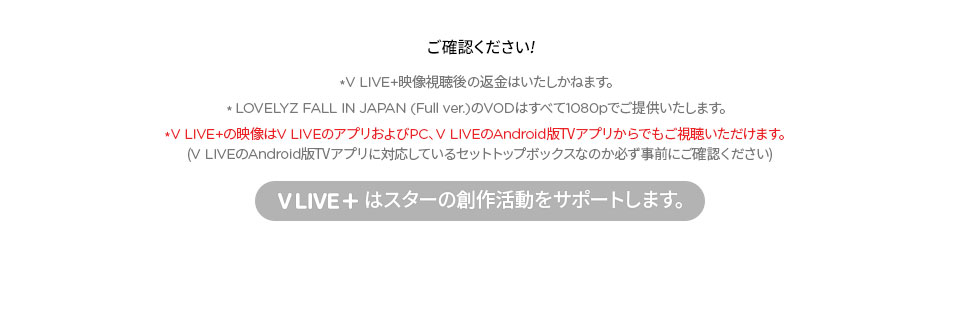 ご確認ください!
*V LIVE+映像視聴後の返金はいたしかねます。
* LOVELYZ FALL IN JAPAN (Full ver.)のVODはすべて1080pでご提供いたします。
*V LIVE+の映像はV LIVEのアプリおよびPC、V LIVEのAndroid版TVアプリからでもご視聴いただけます。
(V LIVEのAndroid版TVアプリに対応しているセットトップボックスなのか必ず事前にご確認ください)
V LIVE+ はスターの創作活動をサポートします。